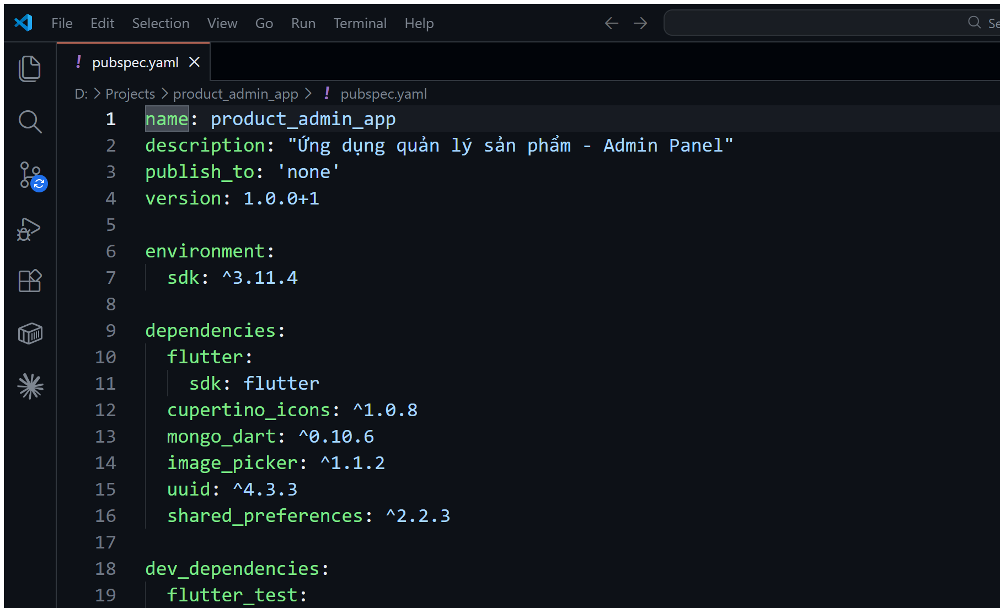 File Edit Selection View Go Run Terminal Help
pubspec.yaml
D: > Projects > product_admin_app > ! pubspec.yaml
1 name: product_admin_app
2 description: "Ứng dụng quản lý sản phẩm - Admin Panel"
3 publish_to: 'none'
4 version: 1.0.0+1
5
6 environment:
7 sdk: ^3.11.4
8
9 dependencies:
10 flutter:
11 sdk: flutter
12 cupertino_icons: ^1.0.8
13 mongo_dart: ^0.10.6
14 image_picker: ^1.1.2
15 uuid: ^4.3.3
16 shared_preferences: ^2.2.3
17
18 dev_dependencies:
19 flutter_test: